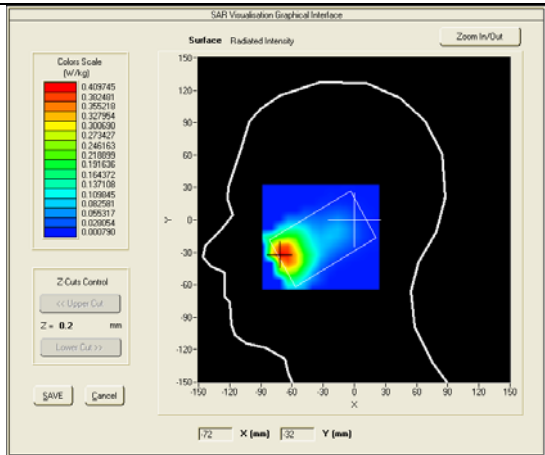 SAR Visualisation Graphical Interface
Surface Radiated Intensity
Zoom In/Out
Colors Scale
(W/kg)
0.409745
0.382481
0.355218
0.327954
0.300690
0.273427
0.246163
0.218899
0.191636
0.164372
0.137108
0.109845
0.082581
0.055317
0.028054
0.000790
150-
120-
90-
60-
30-
0-
-30-
-60-
-90-
-120-
-150-
Y
-150 -120 -90 -60 -30 0 30 60 90 120 150
X
Z Cuts Control
<< Upper Cut
Z = 0.2 mm
Lower Cut >>
SAVE Cancel
-72 X (mm) -32 Y (mm)